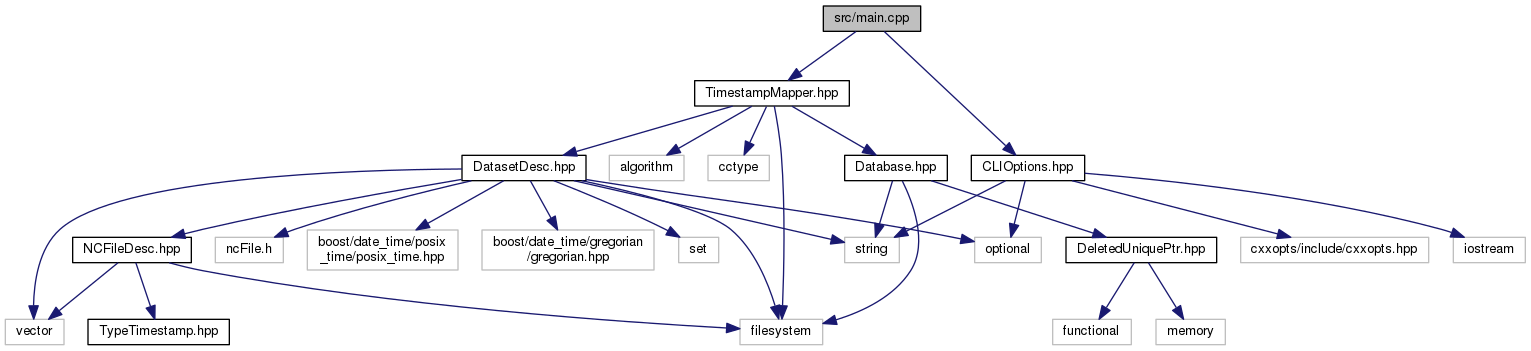 src/main.cpp
TimestampMapper.hpp
DatasetDesc.hpp
algorithm
cctype
Database.hpp
CLIOptions.hpp
NCFileDesc.hpp
ncFile.h
boost/date_time/posix
_time/posix_time.hpp
boost/date_time/gregorian
/gregorian.hpp
set
string
optional
DeletedUniquePtr.hpp
cxxopts/include/cxxopts.hpp
iostream
vector
TypeTimestamp.hpp
filesystem
functional
memory